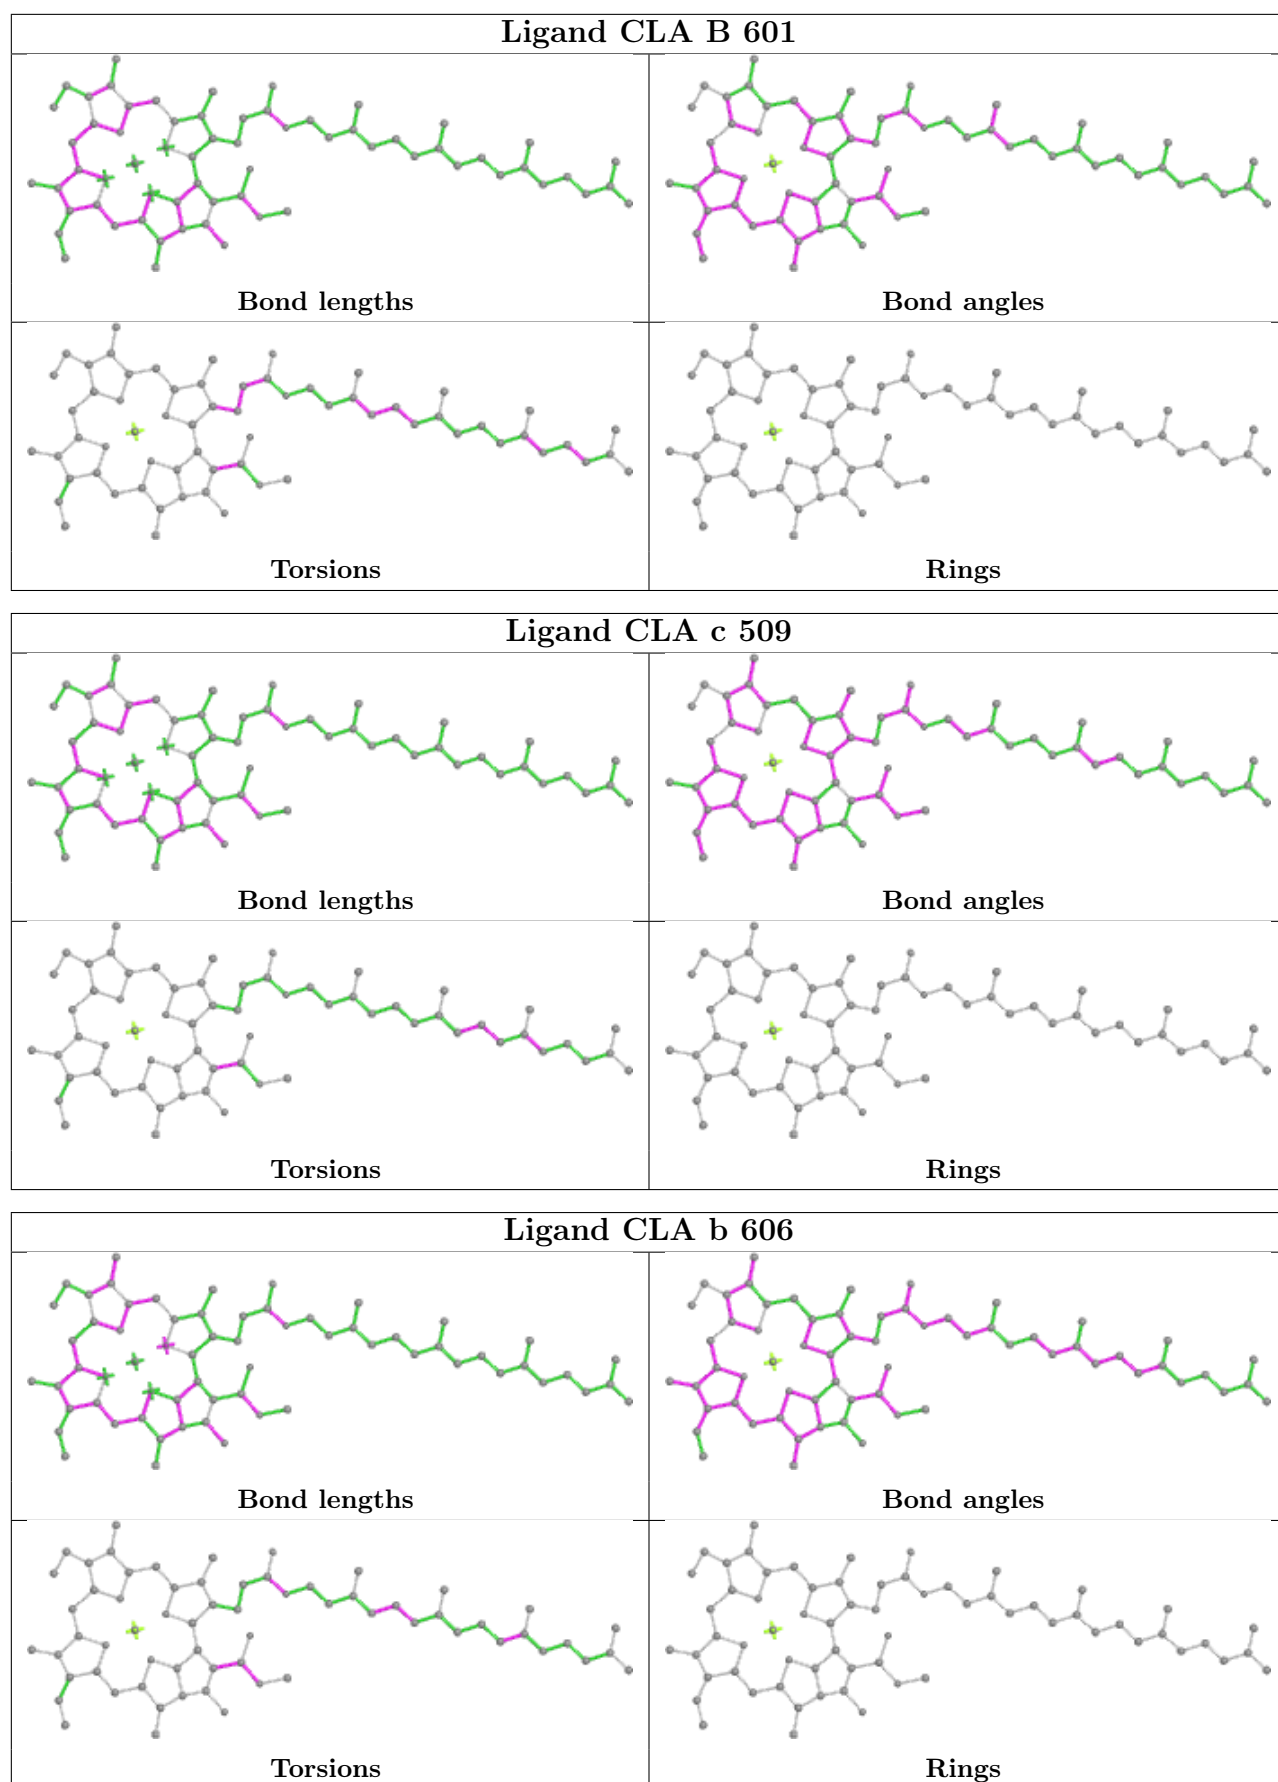 Ligand CLA B 601
Bond lengths
Bond angles
Torsions
Rings
Ligand CLA c 509
Bond lengths
Bond angles
Torsions
Rings
Ligand CLA b 606
Bond lengths
Bond angles
Torsions
Rings